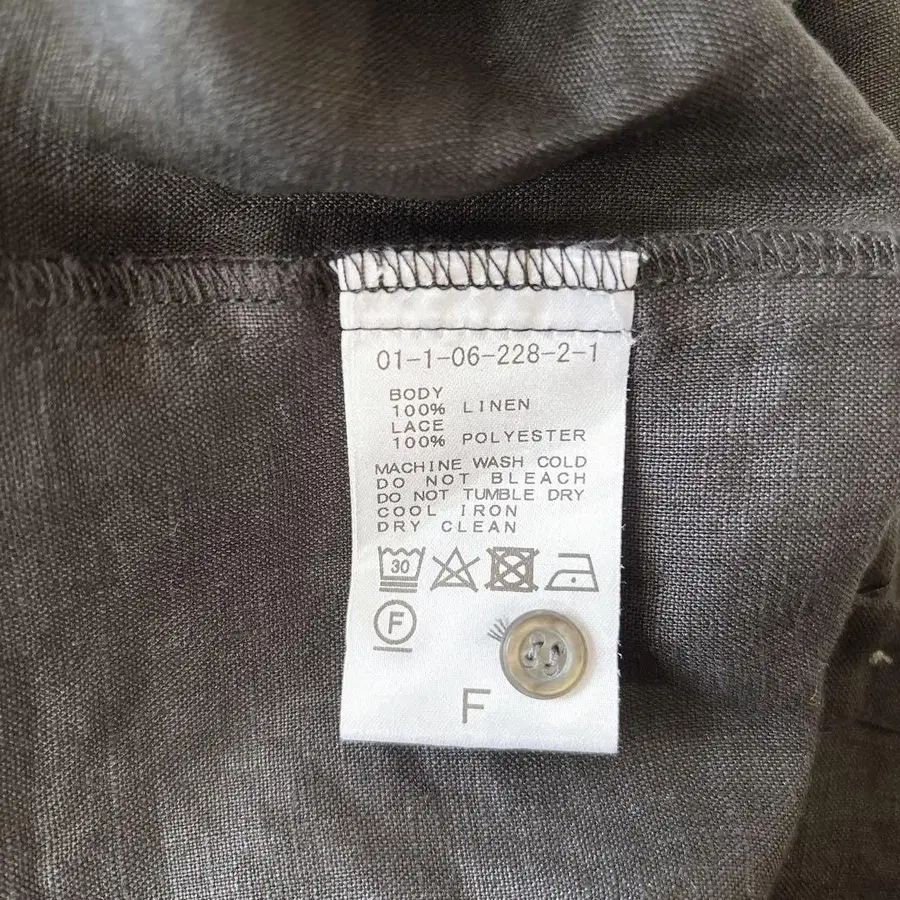 01-1-06-228-2-1
BODY
100% LINEN
LACE
100% POLYESTER
MACHINE WASH COLD
DO NOT BLEACH
DO NOT TUMBLE DRY
COOL IRON
DRY CLEAN
30
F
F